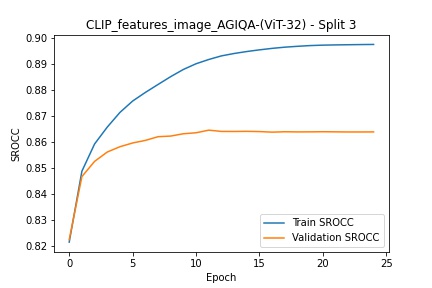 CLIP_features_image_AGIQA-(ViT-32) - Split 3
0.90
0.89
0.88
0.87
0.86
0.85
0.84
0.83
0.82
SROCC
Train SROCC
Validation SROCC
0 5 10 15 20 25
Epoch